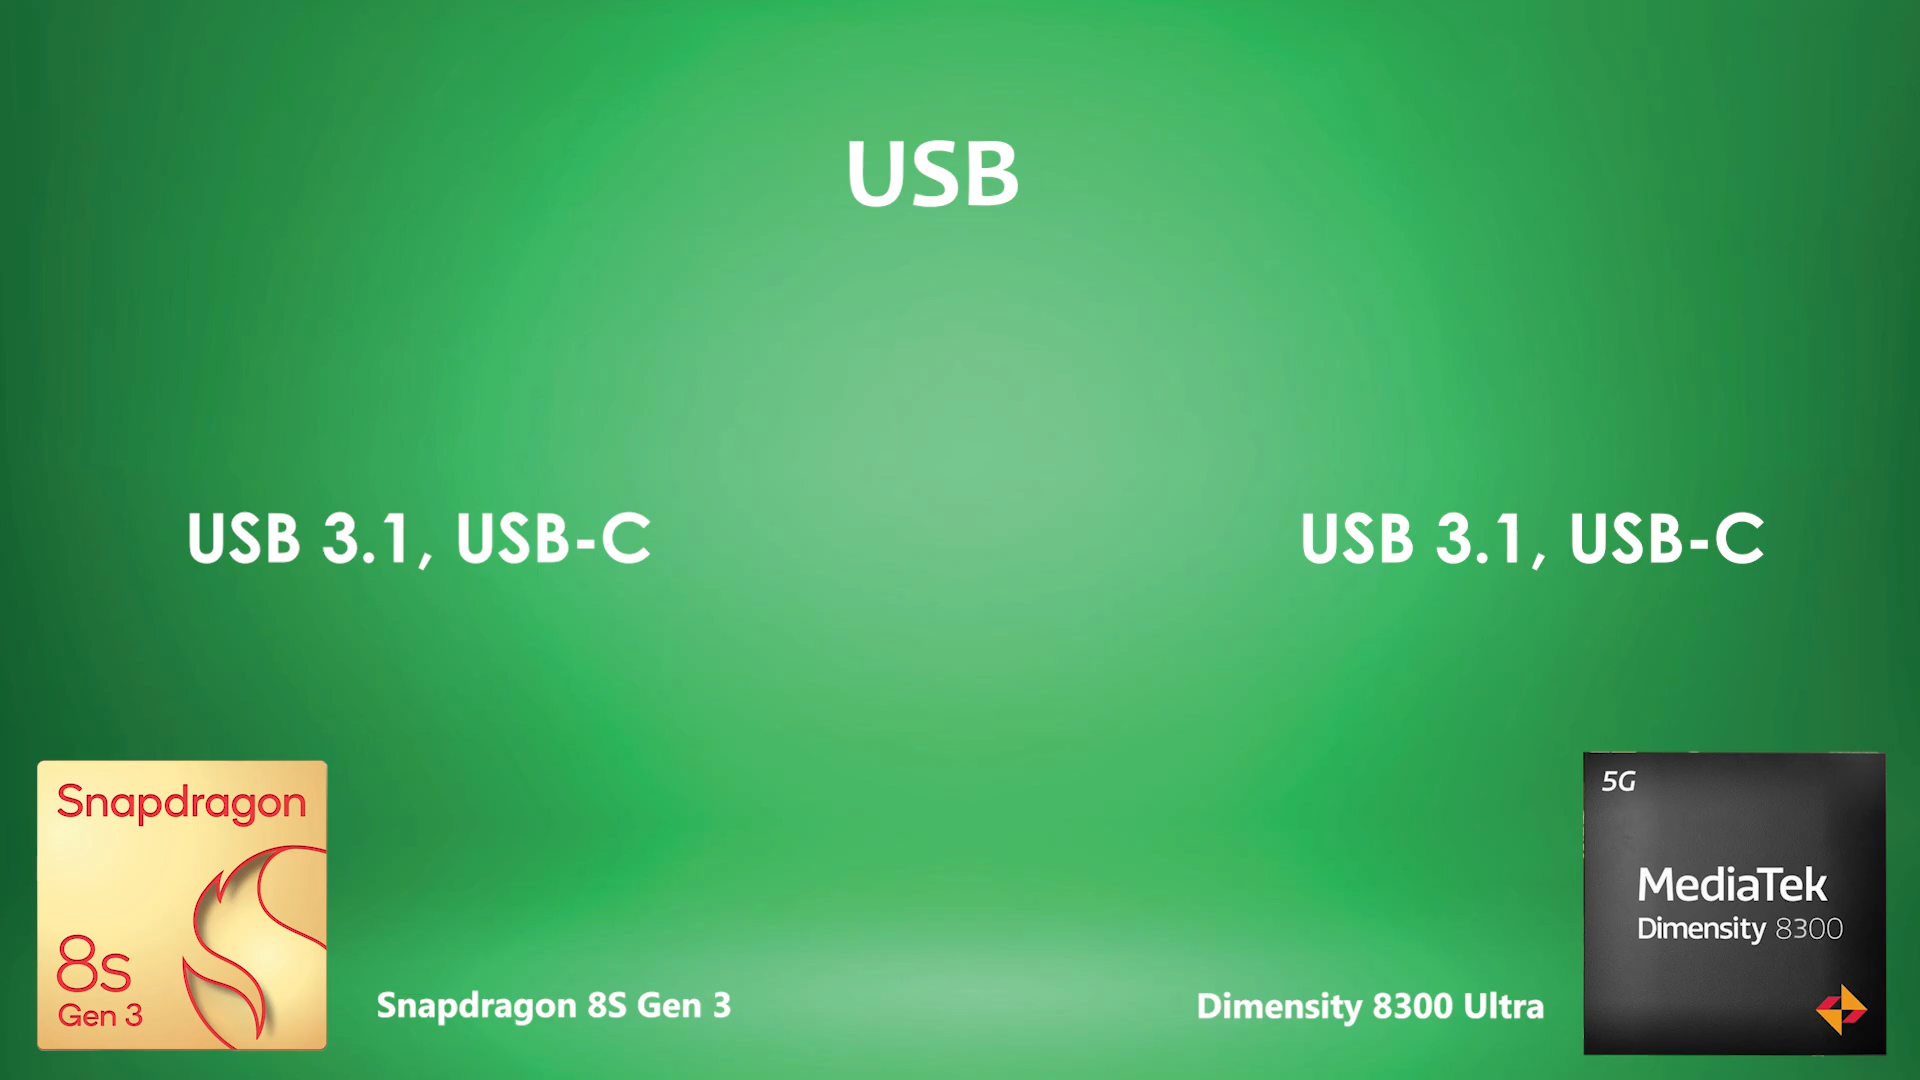 USB
USB 3.1, USB-C
USB 3.1, USB-C
Snapdragon
8s
Gen 3
Snapdragon 8S Gen 3
Dimensity 8300 Ultra
5G
MediaTek
Dimensity 8300